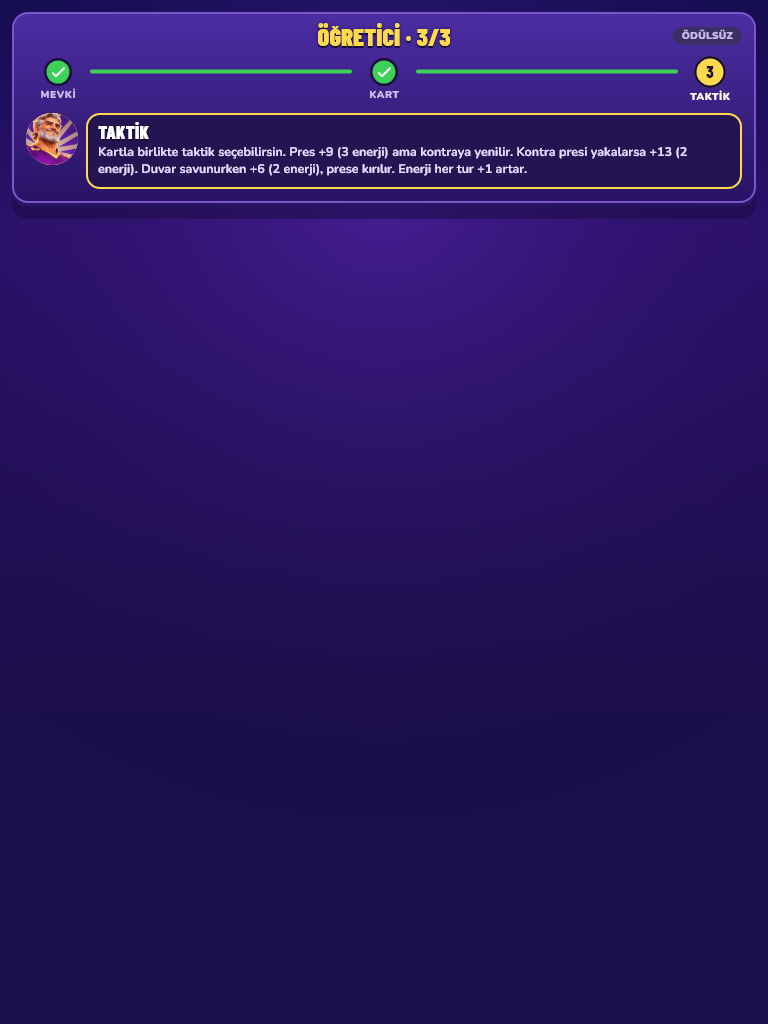 ÖĞRETİCİ · 3/3
ÖDÜLSÜZ
3
MEVKİ
KART
TAKTİK
TAKTİK
Kartla birlikte taktik seçebilirsin. Pres +9 (3 enerji) ama kontraya yenilir. Kontra presi yakalarsa +13 (2
enerji). Duvar savunurken +6 (2 enerji), prese kırılır. Enerji her tur +1 artar.